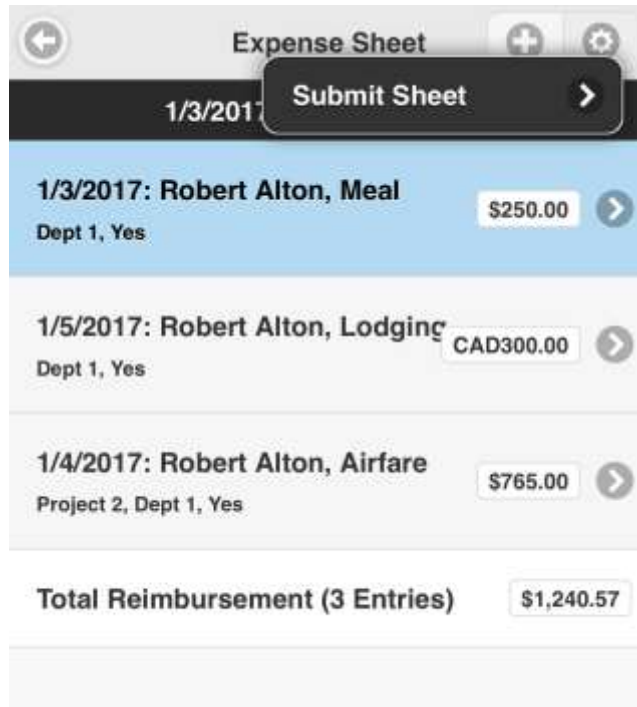 Expense Sheet
Submit Sheet
1/3/2017
1/3/2017: Robert Alton, Meal
$250.00
Dept 1, Yes
1/5/2017: Robert Alton, Lodging
CAD300.00
Dept 1, Yes
1/4/2017: Robert Alton, Airfare
$765.00
Project 2, Dept 1, Yes
Total Reimbursement (3 Entries)
$1,240.57